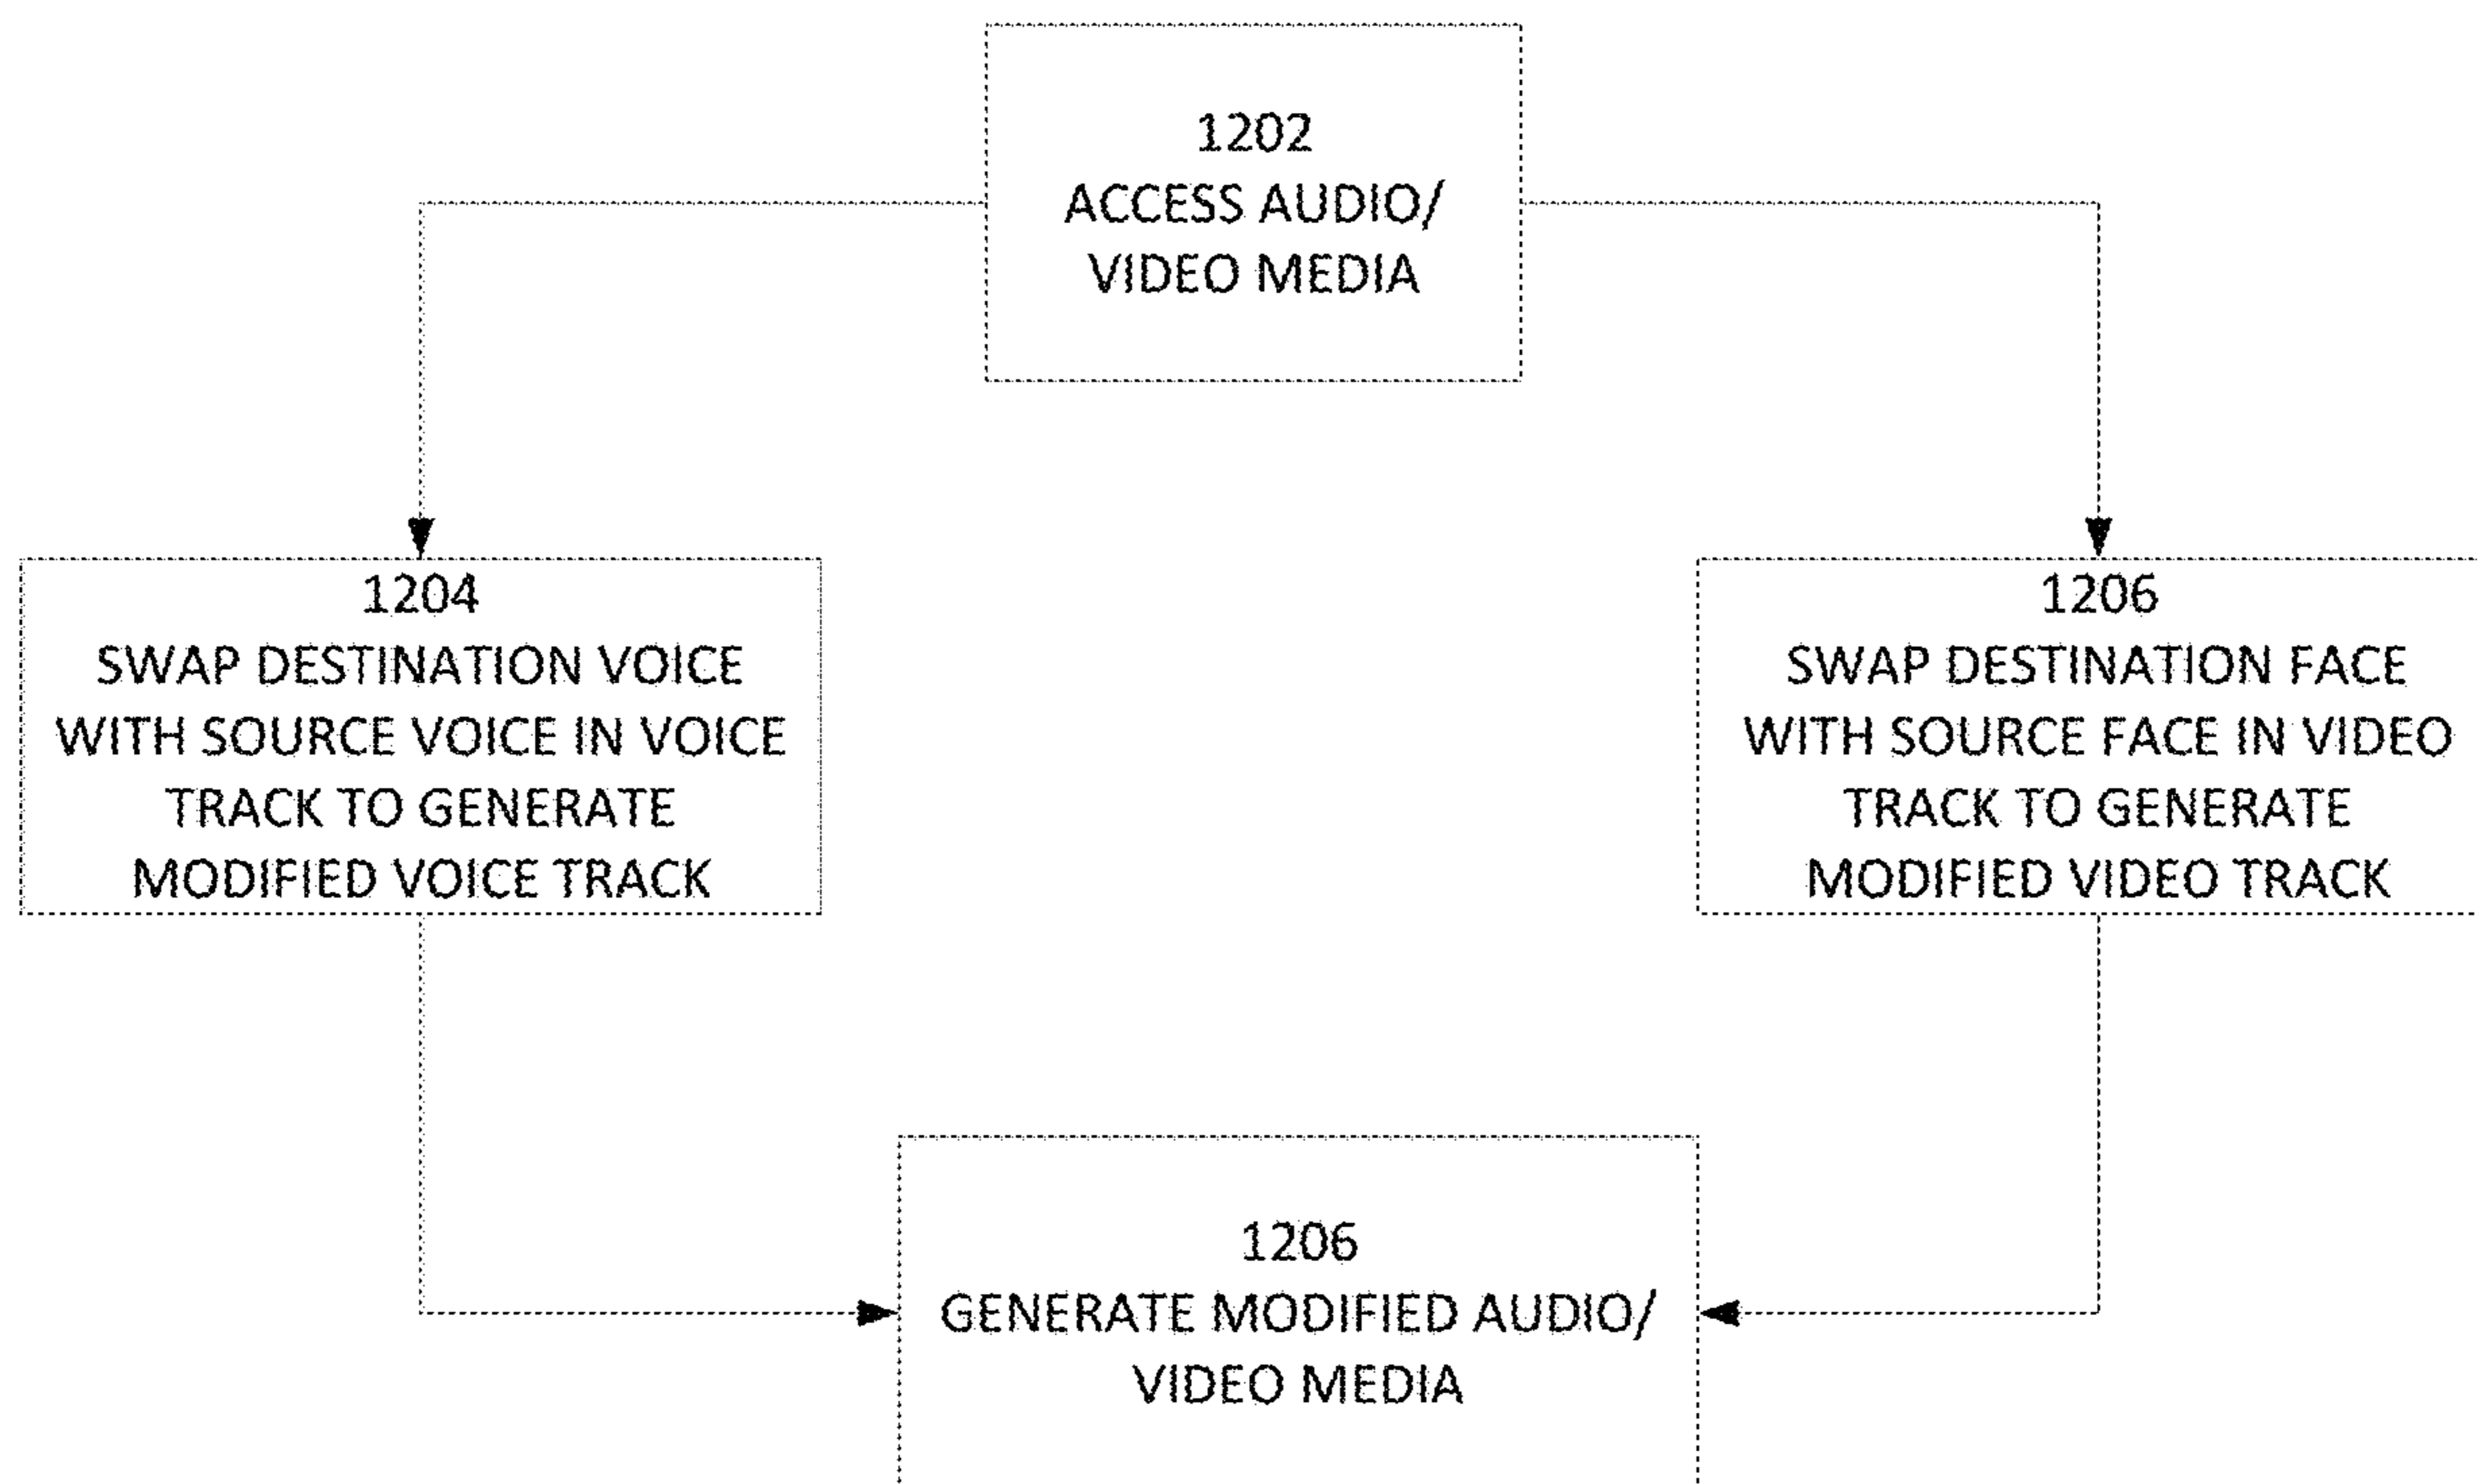 1202
ACCESS AUDIO/
VIDEO MEDIA
1204
SWAP DESTINATION VOICE
WITH SOURCE VOICE IN VOICE
TRACK TO GENERATE
MODIFIED VOICE TRACK
1206
SWAP DESTINATION FACE
WITH SOURCE FACE IN VIDEO
TRACK TO GENERATE
MODIFIED VIDEO TRACK
1206
GENERATE MODIFIED AUDIO/
VIDEO MEDIA